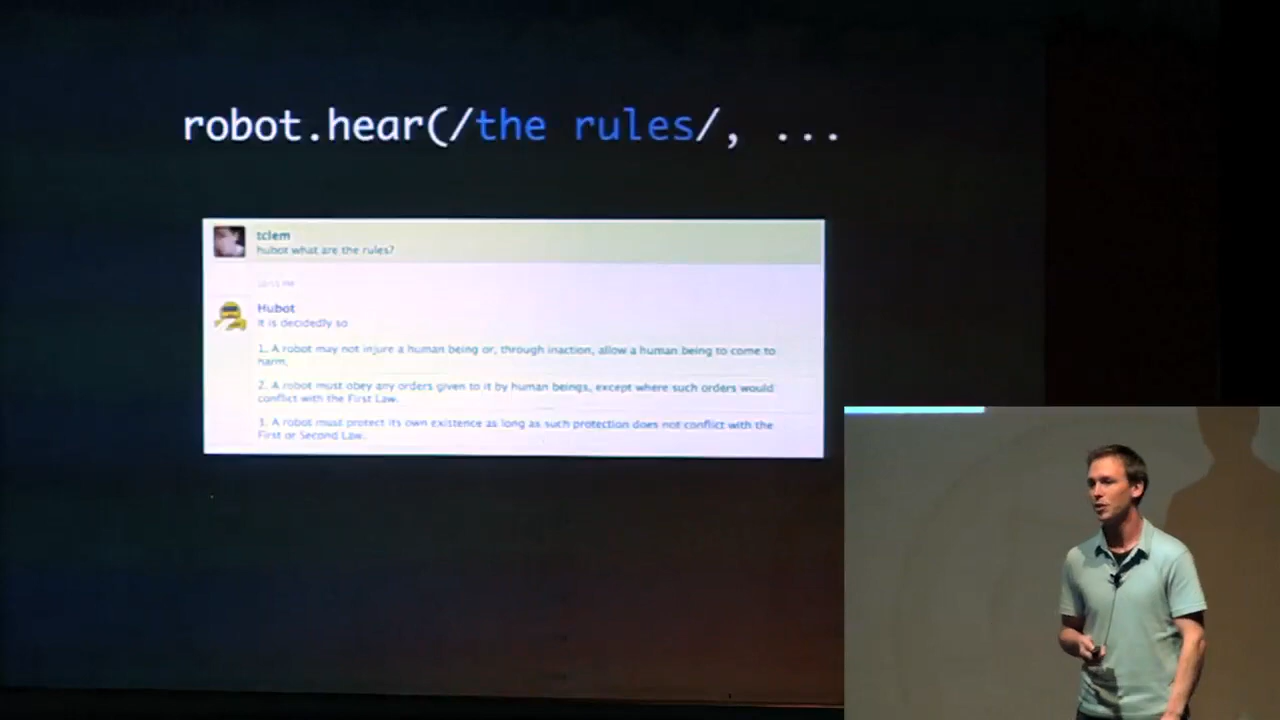 robot.hear(/the rules/, ...
tclem
hubot what are the rules?
Hubot
It is decidedly so
1. A robot may not injure a human being or, through inaction, allow a human being to come to
harm.
2. A robot must obey any orders given to it by human beings, except where such orders would
conflict with the First Law.
3. A robot must protect its own existence as long as such protection does not conflict with the
First or Second Law.